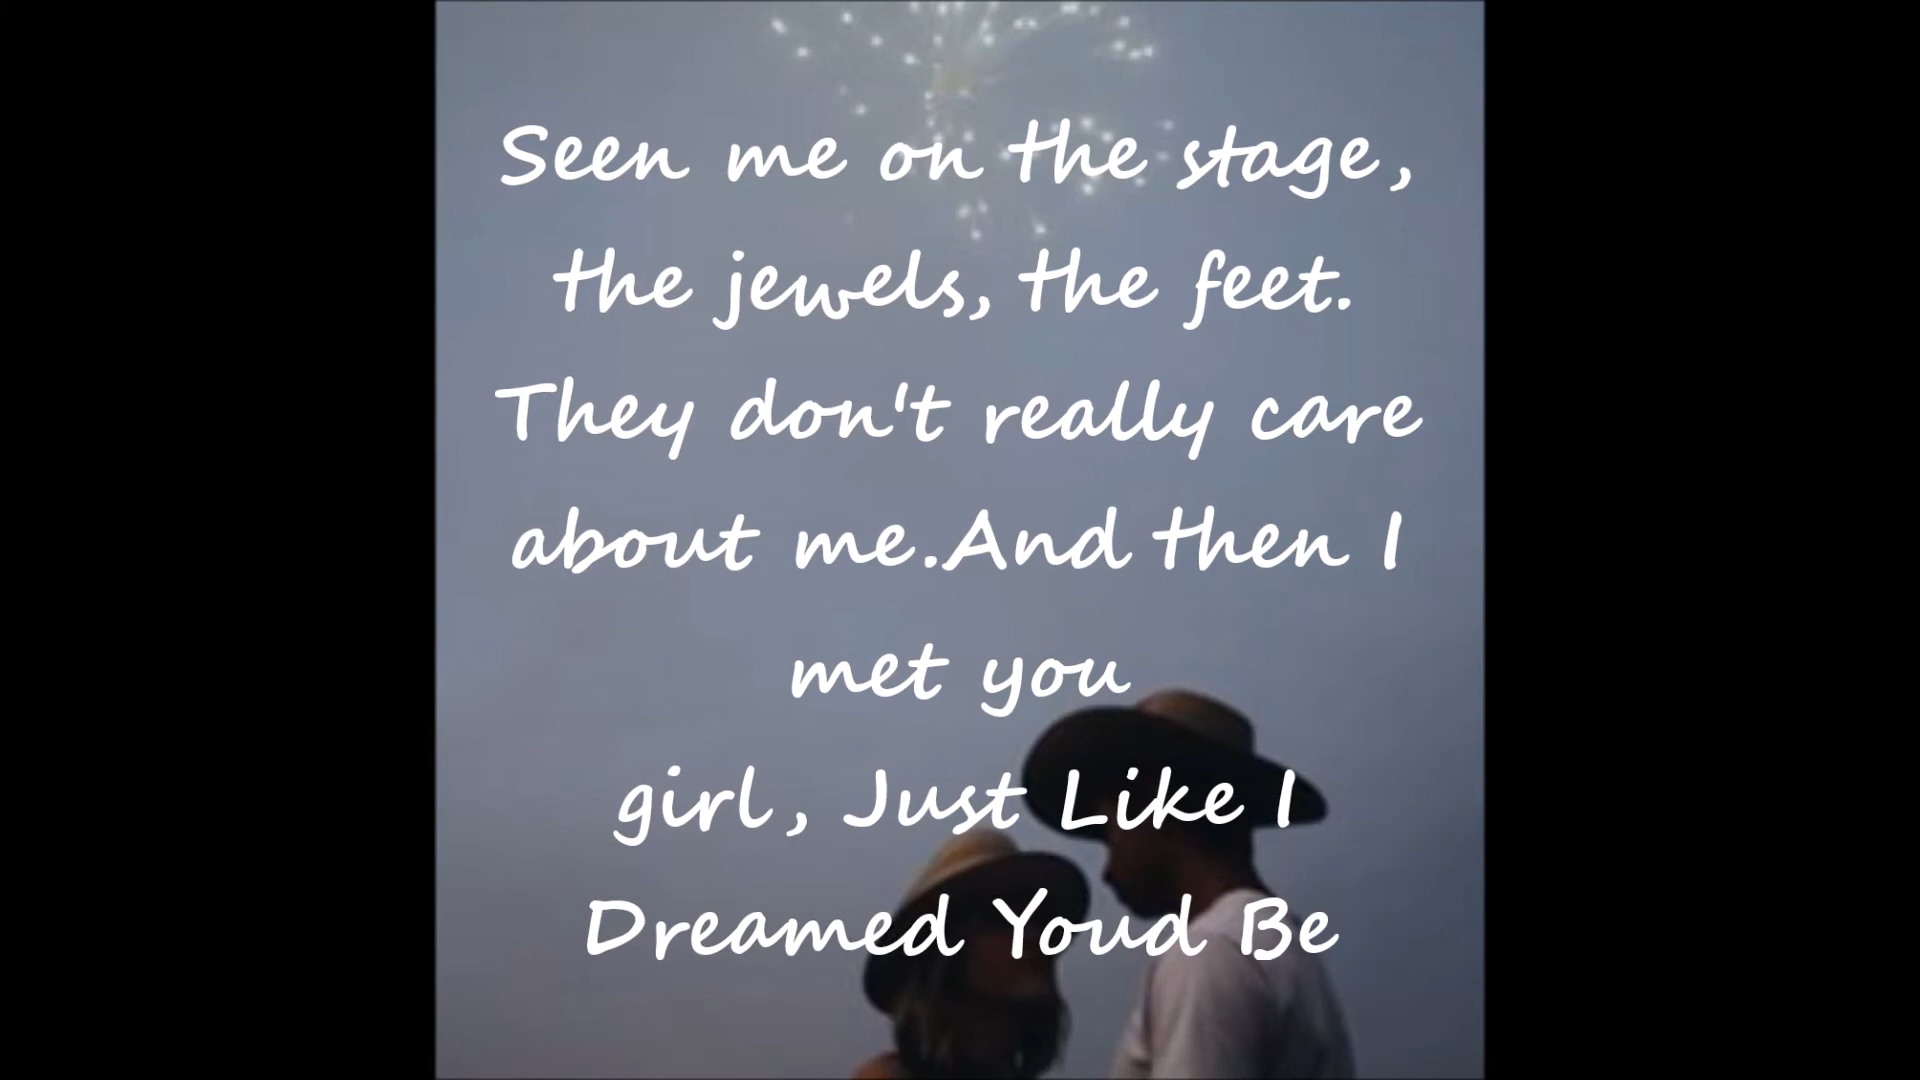 Seen me on the stage,
the jewels, the feet.
They don't really care
about me.And then I
met you
girl, Just Like I
Dreamed Youd Be